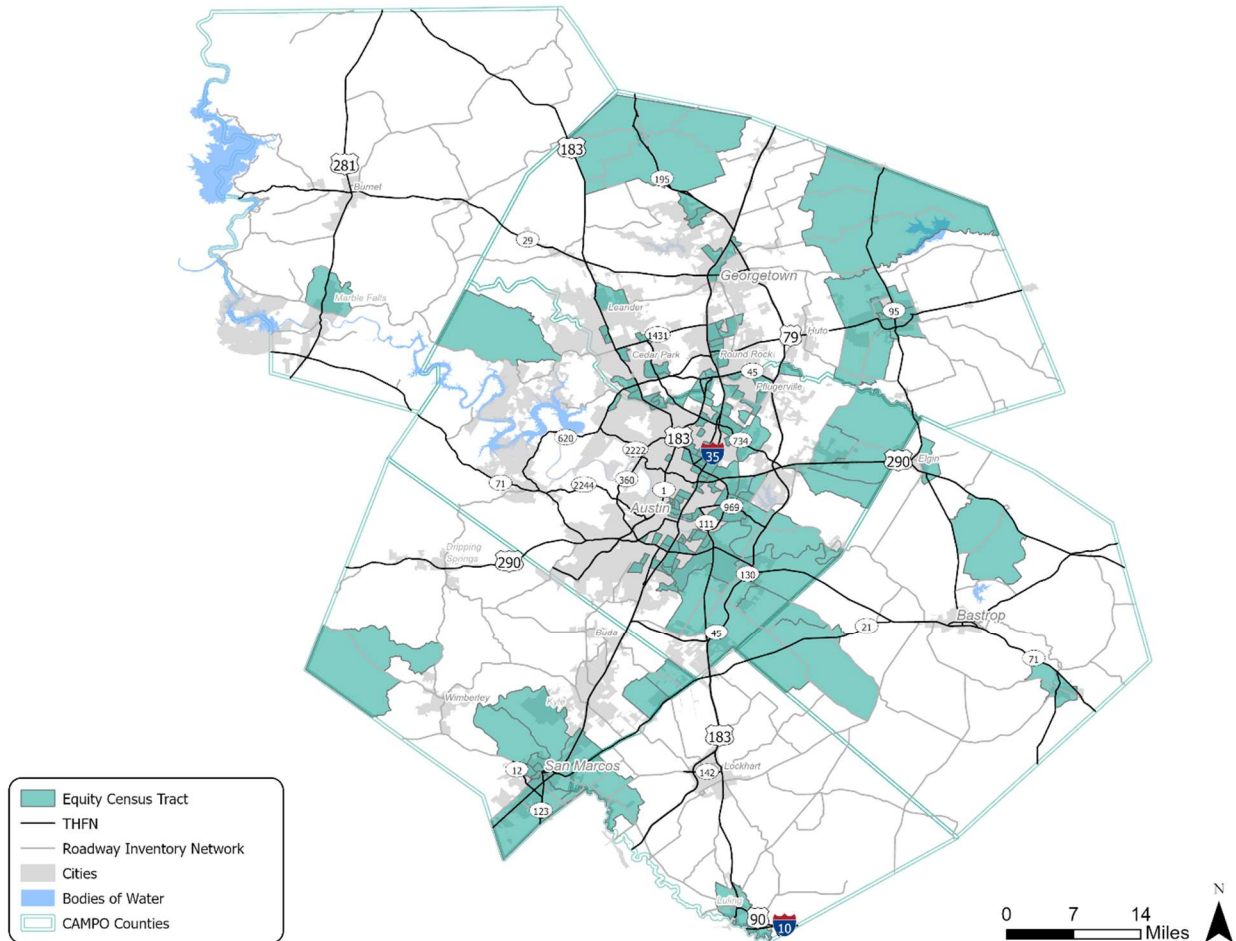 183
281
Burnet
195
29
Georgetown
Marble Falls
Leander
95
1431
79
Huto
Cedar Park
Round Rock
45
Pflugerville
620
183
2222
734
35
290
Elgin
71
2244
360
1
Austin
969
111
Dripping
Springs
290
130
Bastrop
21
45
Buda
71
Wimberley
Kyle
183
San Marcos
12
142
Lockhart
123
Luling
90
10
Equity Census Tract
THFN
Roadway Inventory Network
Cities
Bodies of Water
CAMPO Counties
0 7 14
Miles
N